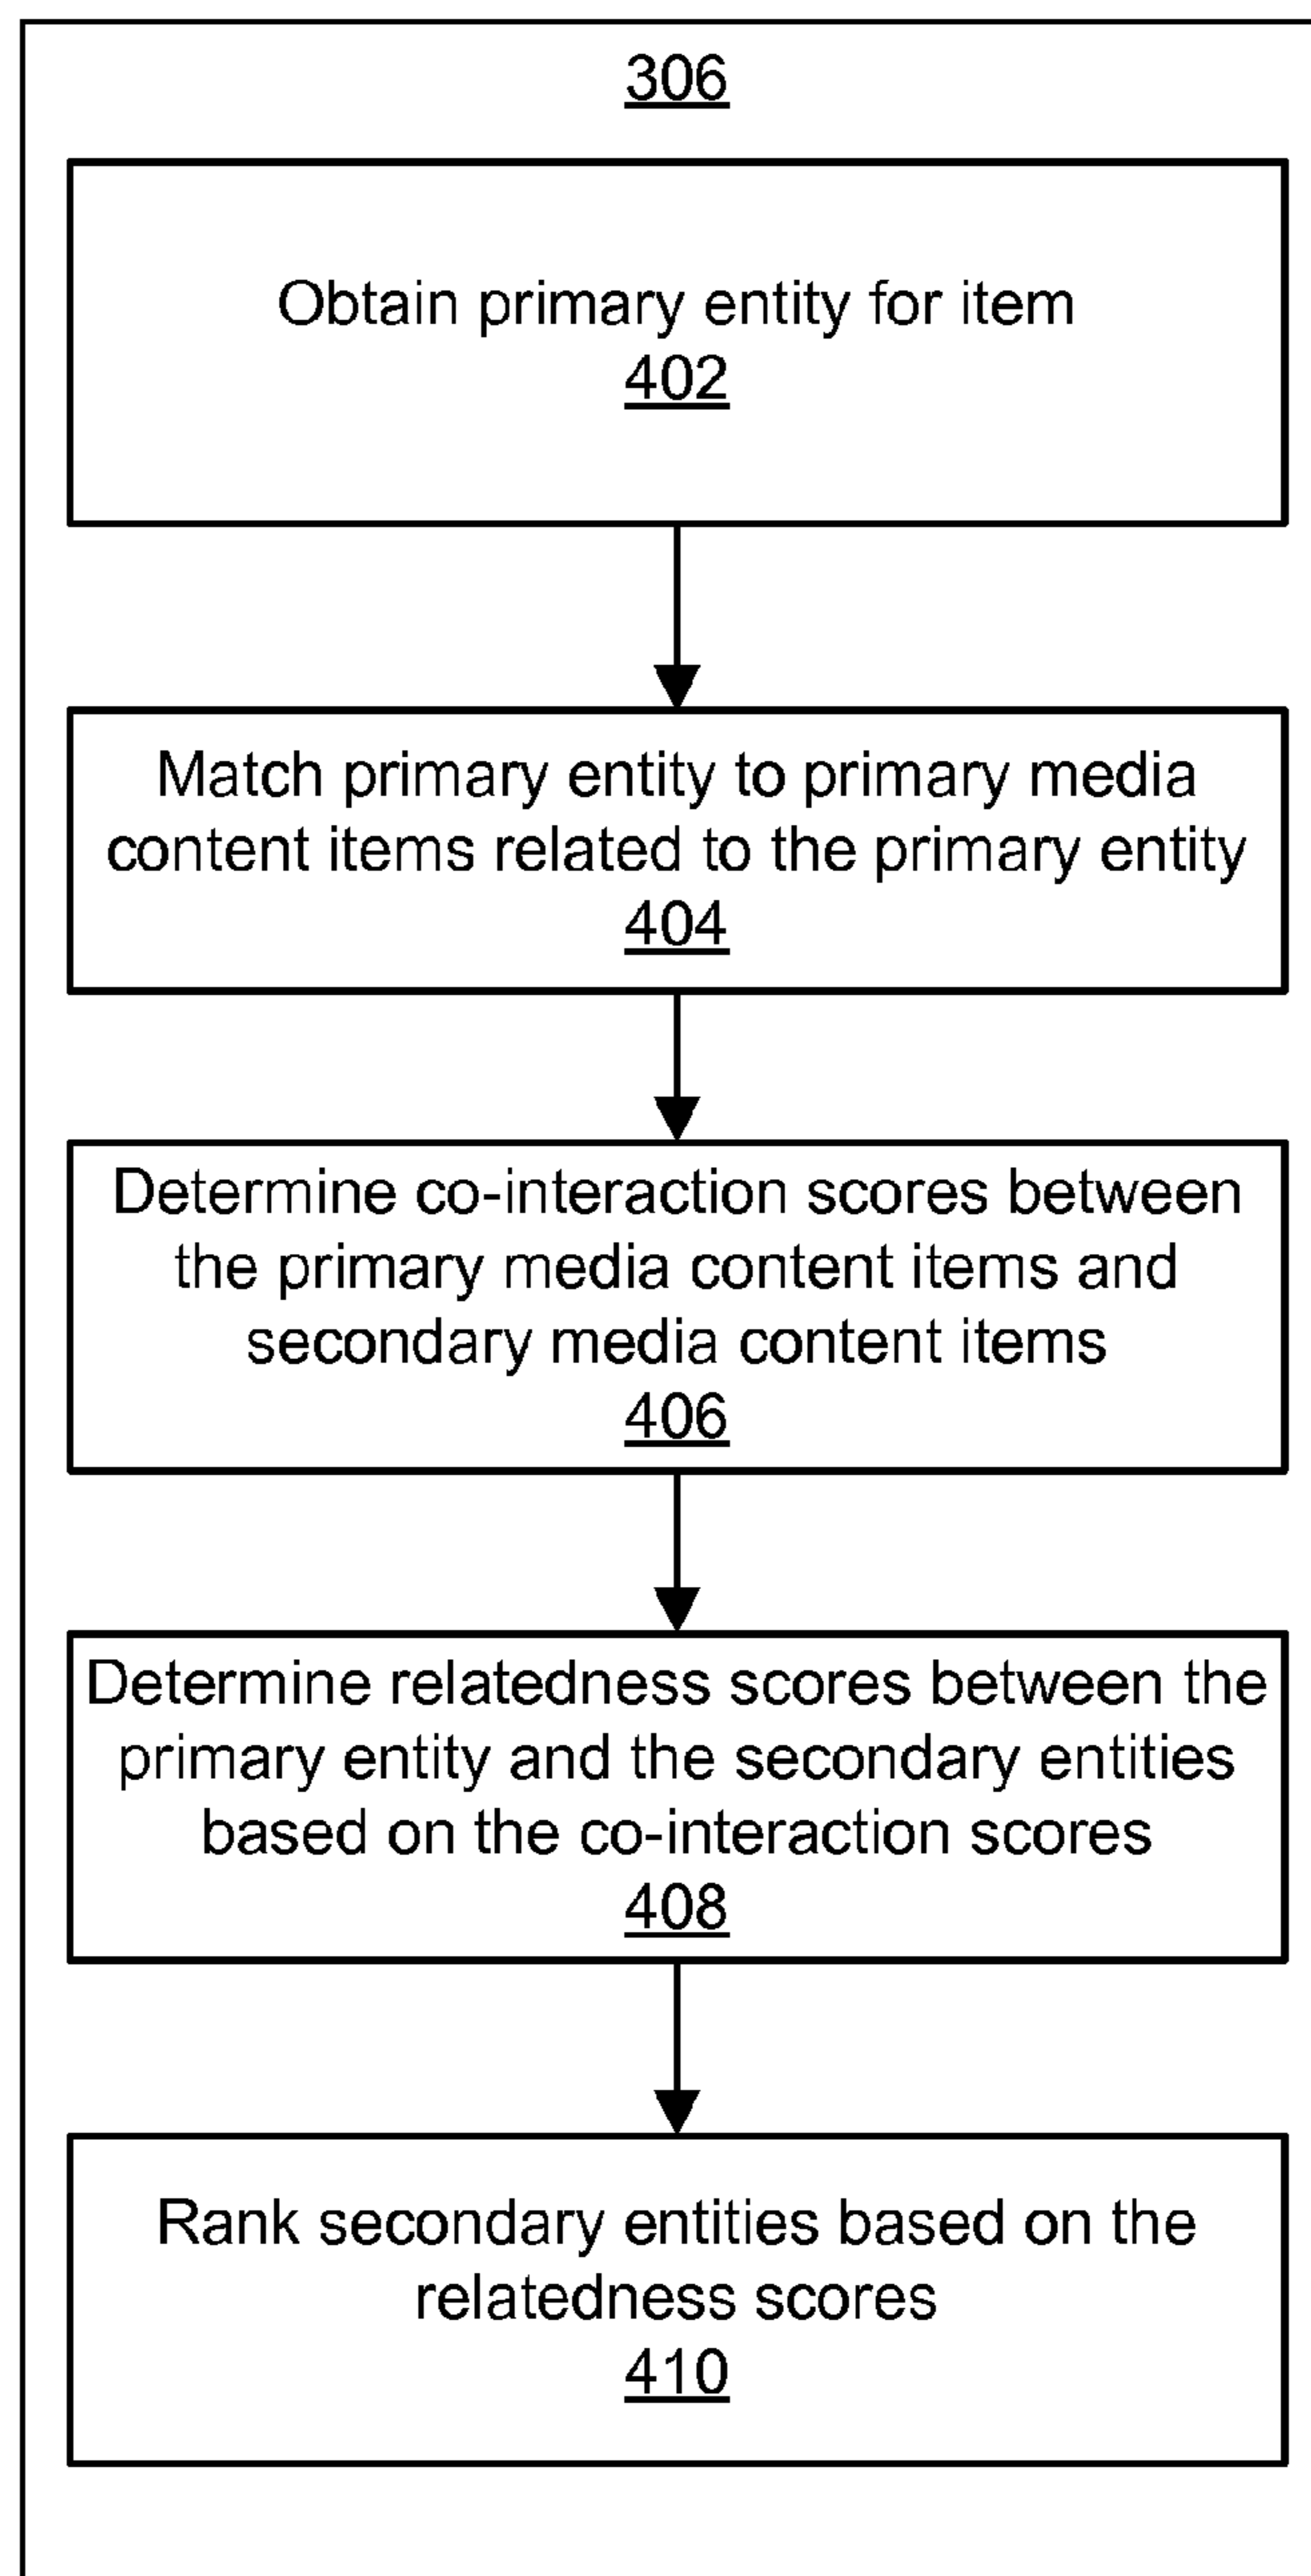 306
Obtain primary entity for item
402
Match primary entity to primary media
content items related to the primary entity
404
Determine co-interaction scores between
the primary media content items and
secondary media content items
406
Determine relatedness scores between the
primary entity and the secondary entities
based on the co-interaction scores
408
Rank secondary entities based on the
relatedness scores
410